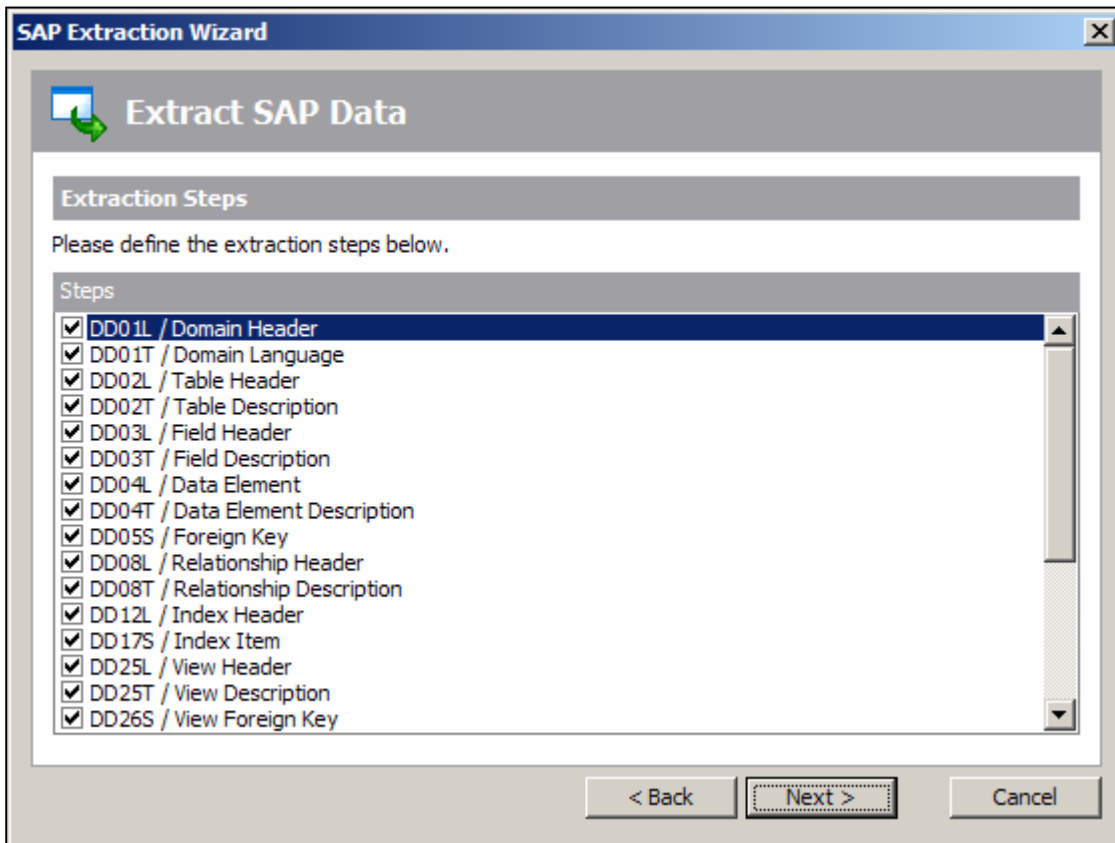 SAP Extraction Wizard
Extract SAP Data
Extraction Steps
Please define the extraction steps below.
Steps
DD01L / Domain Header
DD01T / Domain Language
DD02L / Table Header
DD02T / Table Description
DD03L / Field Header
DD03T / Field Description
DD04L / Data Element
DD04T / Data Element Description
DD05S / Foreign Key
DD08L / Relationship Header
DD08T / Relationship Description
DD12L / Index Header
DD17S / Index Item
DD25L / View Header
DD25T / View Description
DD26S / View Foreign Key
< Back Next > Cancel